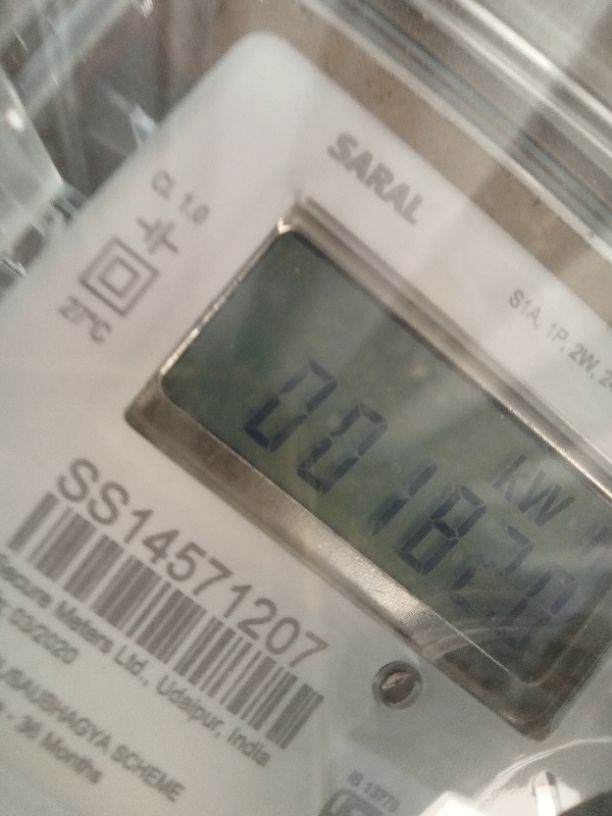 SARAL
Cl. 1.0
27°C
S1A, 1P, 2W,
kW
001820
SS14571207
Secure Meters Ltd., Udaipur, India
03/2020
SAUBHAGYA SCHEME
- 36 Months
IS 13779